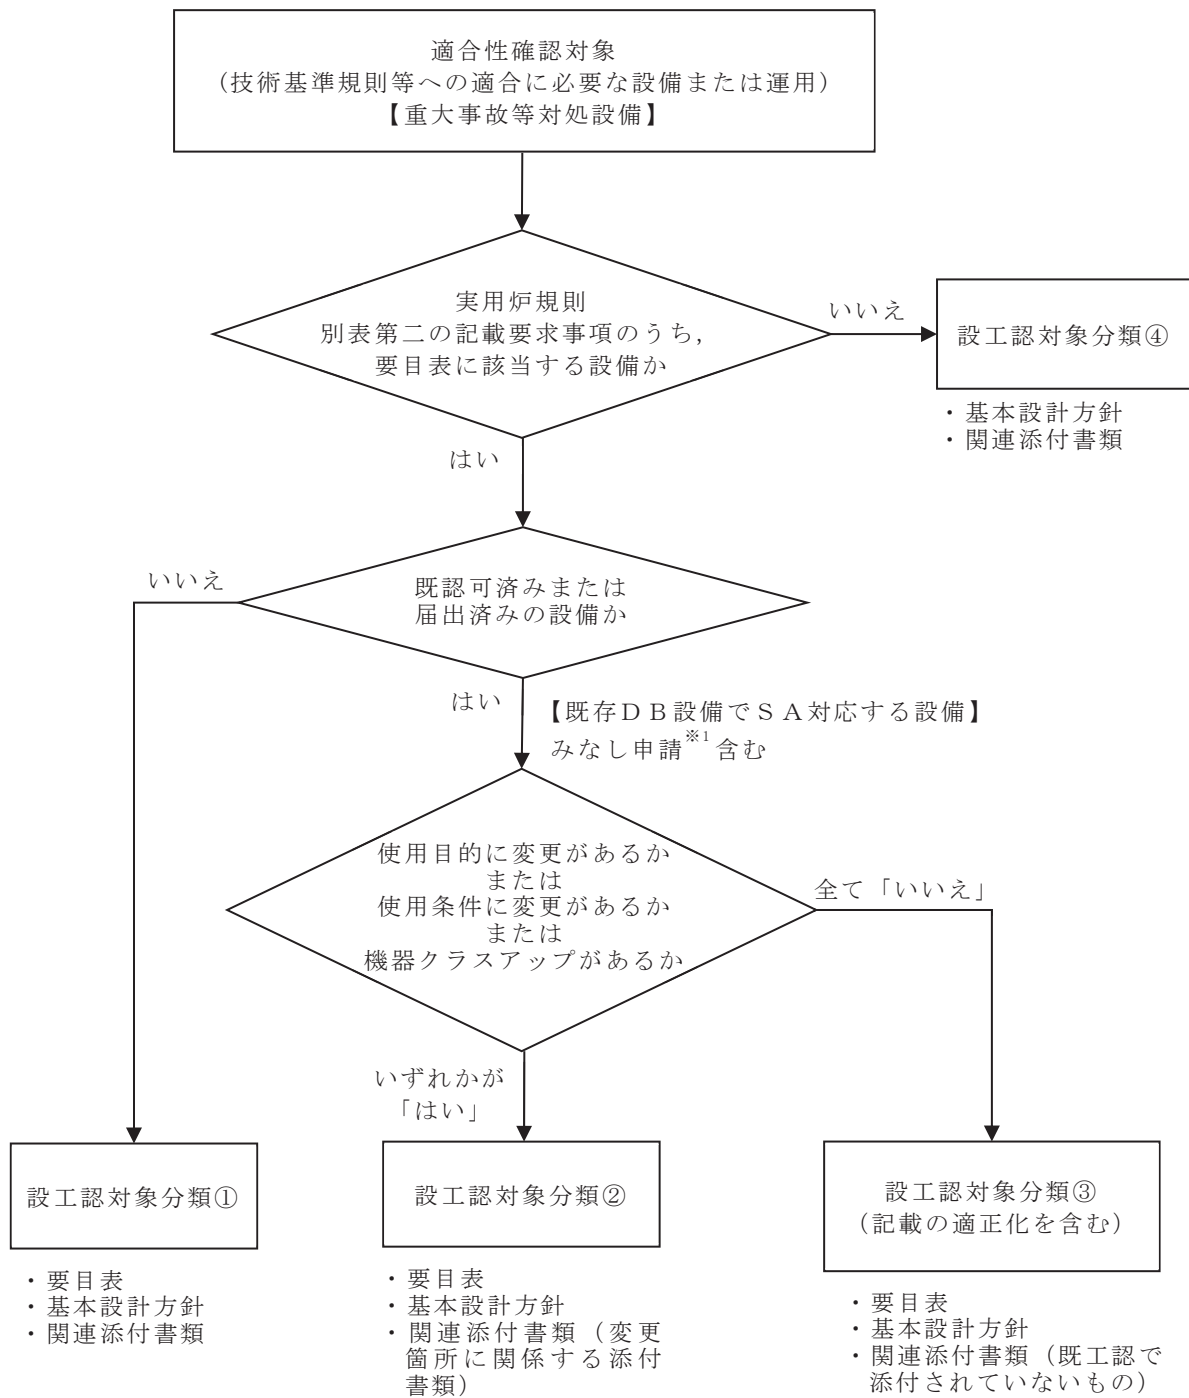 適合性確認対象
（技術基準規則等への適合に必要な設備または運用）
【重大事故等対処設備】
実用炉規則
別表第二の記載要求事項のうち，
要目表に該当する設備か
いいえ
設工認対象分類④
・基本設計方針
・関連添付書類
はい
既認可済みまたは
届出済みの設備か
いいえ
はい
【既存ＤＢ設備でＳＡ対応する設備】
みなし申請※1含む
使用目的に変更があるか
または
使用条件に変更があるか
または
機器クラスアップがあるか
全て「いいえ」
いずれかが
「はい」
設工認対象分類①
・要目表
・基本設計方針
・関連添付書類
設工認対象分類②
・要目表
・基本設計方針
・関連添付書類（変更
箇所に関係する添付
書類）
設工認対象分類③
（記載の適正化を含む）
・要目表
・基本設計方針
・関連添付書類（既工認で
添付されていないもの）